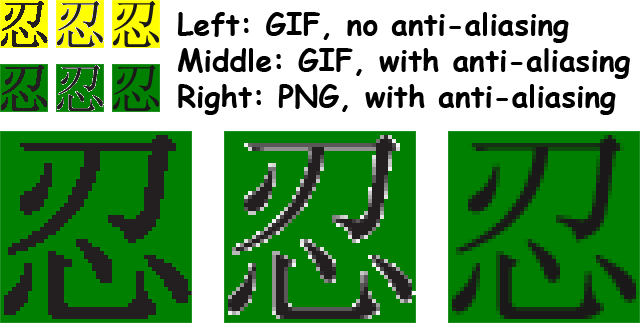 忍 忍 忍
Left: GIF, no anti-aliasing
Middle: GIF, with anti-aliasing
忍 忍 忍
Right: PNG, with anti-aliasing
忍 忍 忍